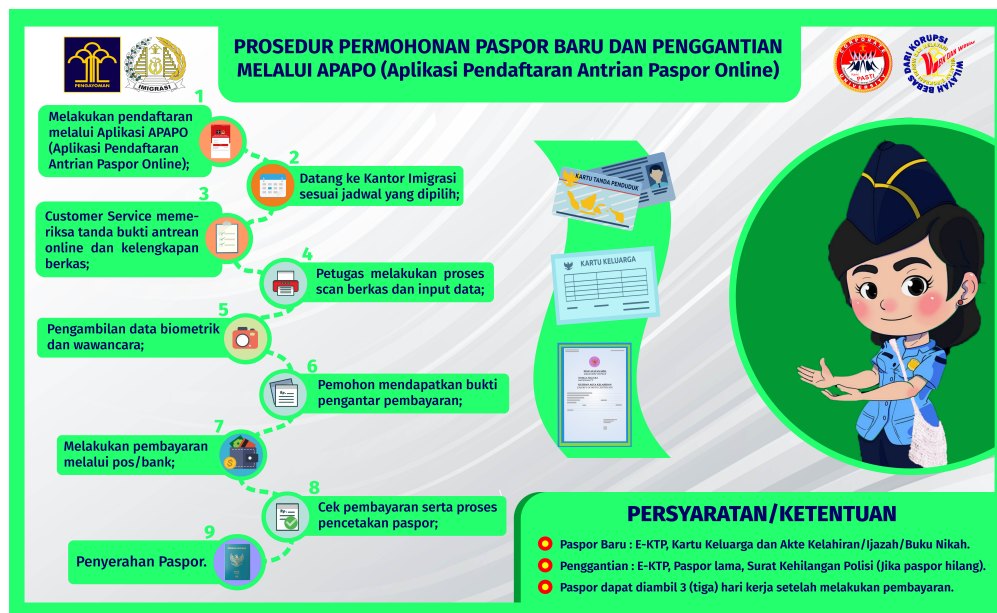 PROSEDUR PERMOHONAN PASPOR BARU DAN PENGGANTIAN
MELALUI APAPO (Aplikasi Pendaftaran Antrian Paspor Online)
PENGAYOMAN
IMIGRASI
PASTI
WILAYAH BEBAS DARI KORUPSI
1
Melakukan pendaftaran
melalui Aplikasi APAPO
(Aplikasi Pendaftaran
Antrian Paspor Online);
2
Datang ke Kantor Imigrasi
sesuai jadwal yang dipilih;
3
Customer Service meme-
riksa tanda bukti antrean
online dan kelengkapan
berkas;
4
Petugas melakukan proses
scan berkas dan input data;
5
Pengambilan data biometrik
dan wawancara;
6
Pemohon mendapatkan bukti
pengantar pembayaran;
7
Melakukan pembayaran
melalui pos/bank;
8
Cek pembayaran serta proses
pencetakan paspor;
9
Penyerahan Paspor.
KARTU TANDA PENDUDUK
KARTU KELUARGA
PERSYARATAN/KETENTUAN
Paspor Baru : E-KTP, Kartu Keluarga dan Akte Kelahiran/Ijazah/Buku Nikah.
Penggantian : E-KTP, Paspor lama, Surat Kehilangan Polisi (Jika paspor hilang).
Paspor dapat diambil 3 (tiga) hari kerja setelah melakukan pembayaran.